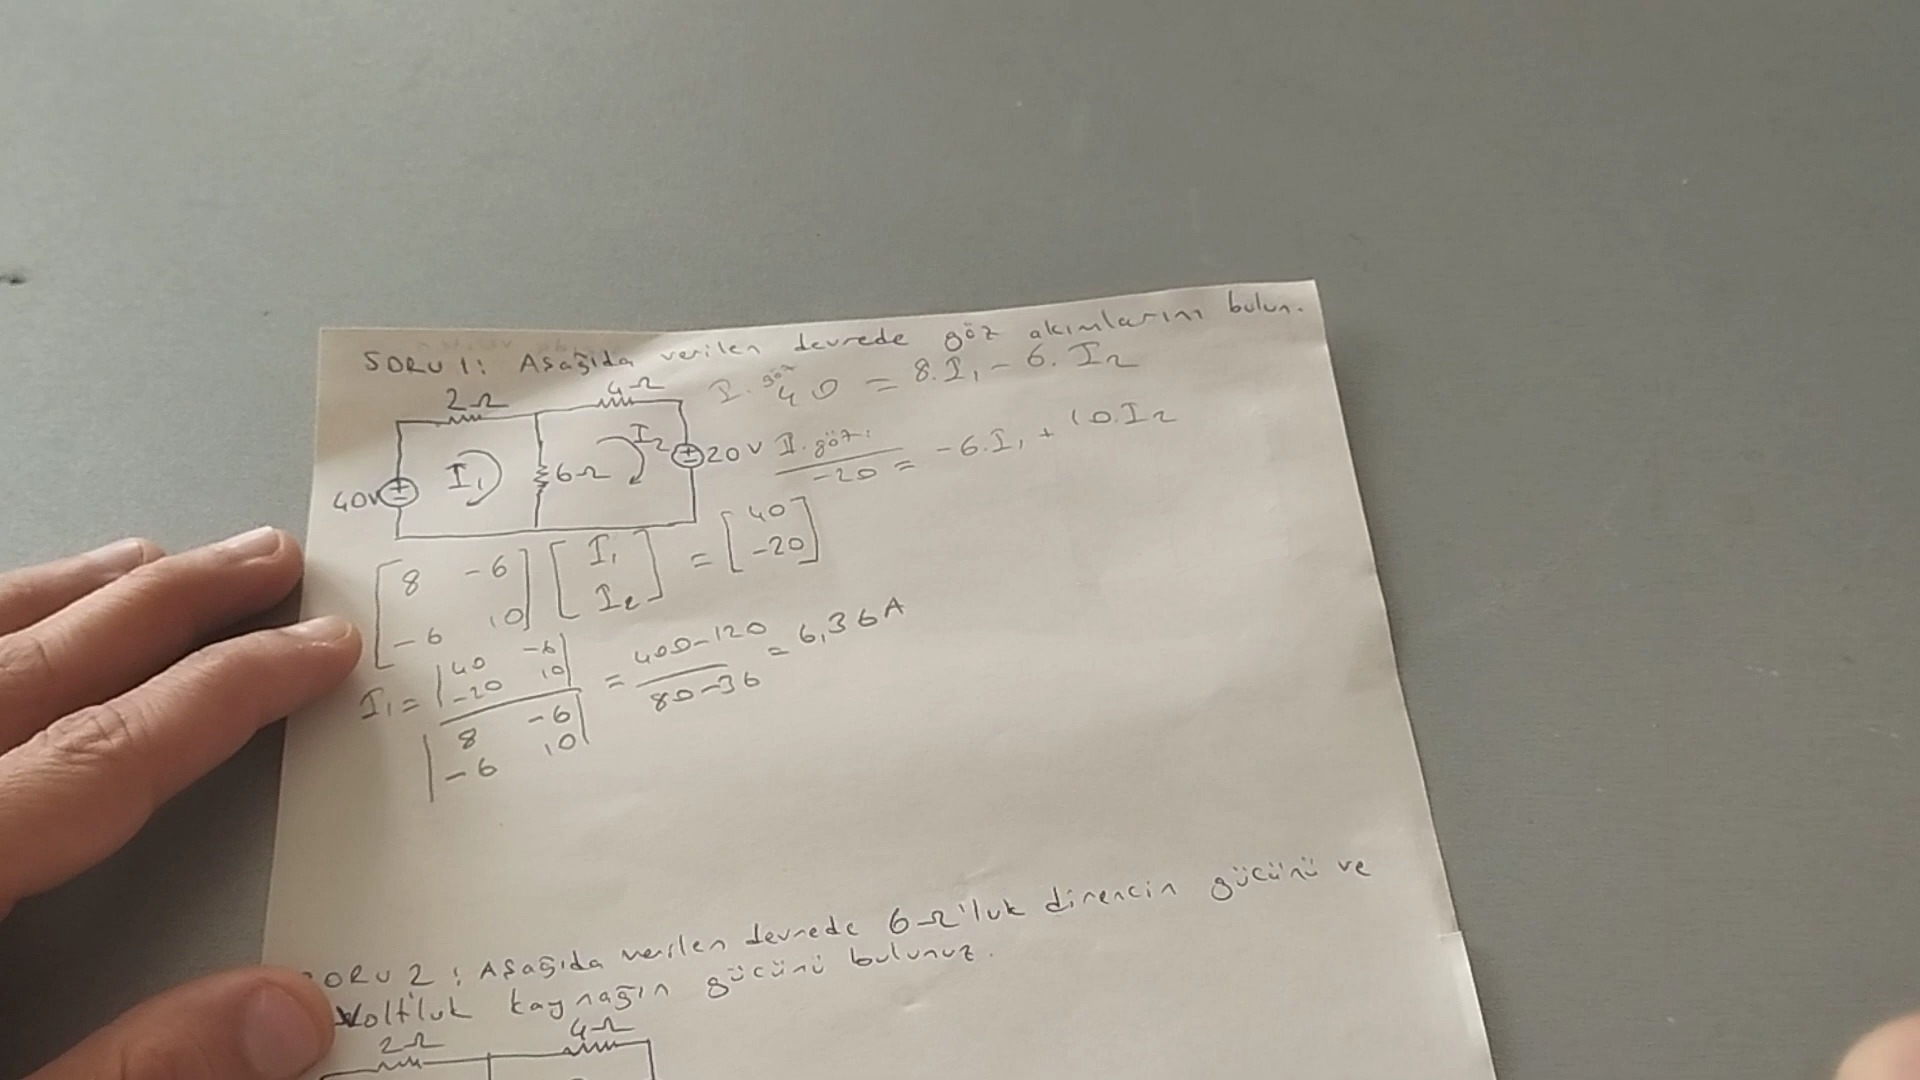 SORU 1: Aşağıda verilen devrede göz akımlarını bulun.
2Ω 4Ω
I. göz
40 = 8.I₁ - 6.I₂
40V I₁ 6Ω I₂ 20V
II. göz:
-20 = -6.I₁ + 10.I₂
[8 -6] [I₁] = [40]
[-6 10] [I₂] [-20]
I₁ = |40 -6| = 400-120 = 6,36A
|-20 10| 80-36
|8 -6|
|-6 10|
ORU 2: Aşağıda verilen devrede 6Ω'luk direncin gücünü ve
Volt'luk kaynağın gücünü bulunuz.
2Ω 4Ω